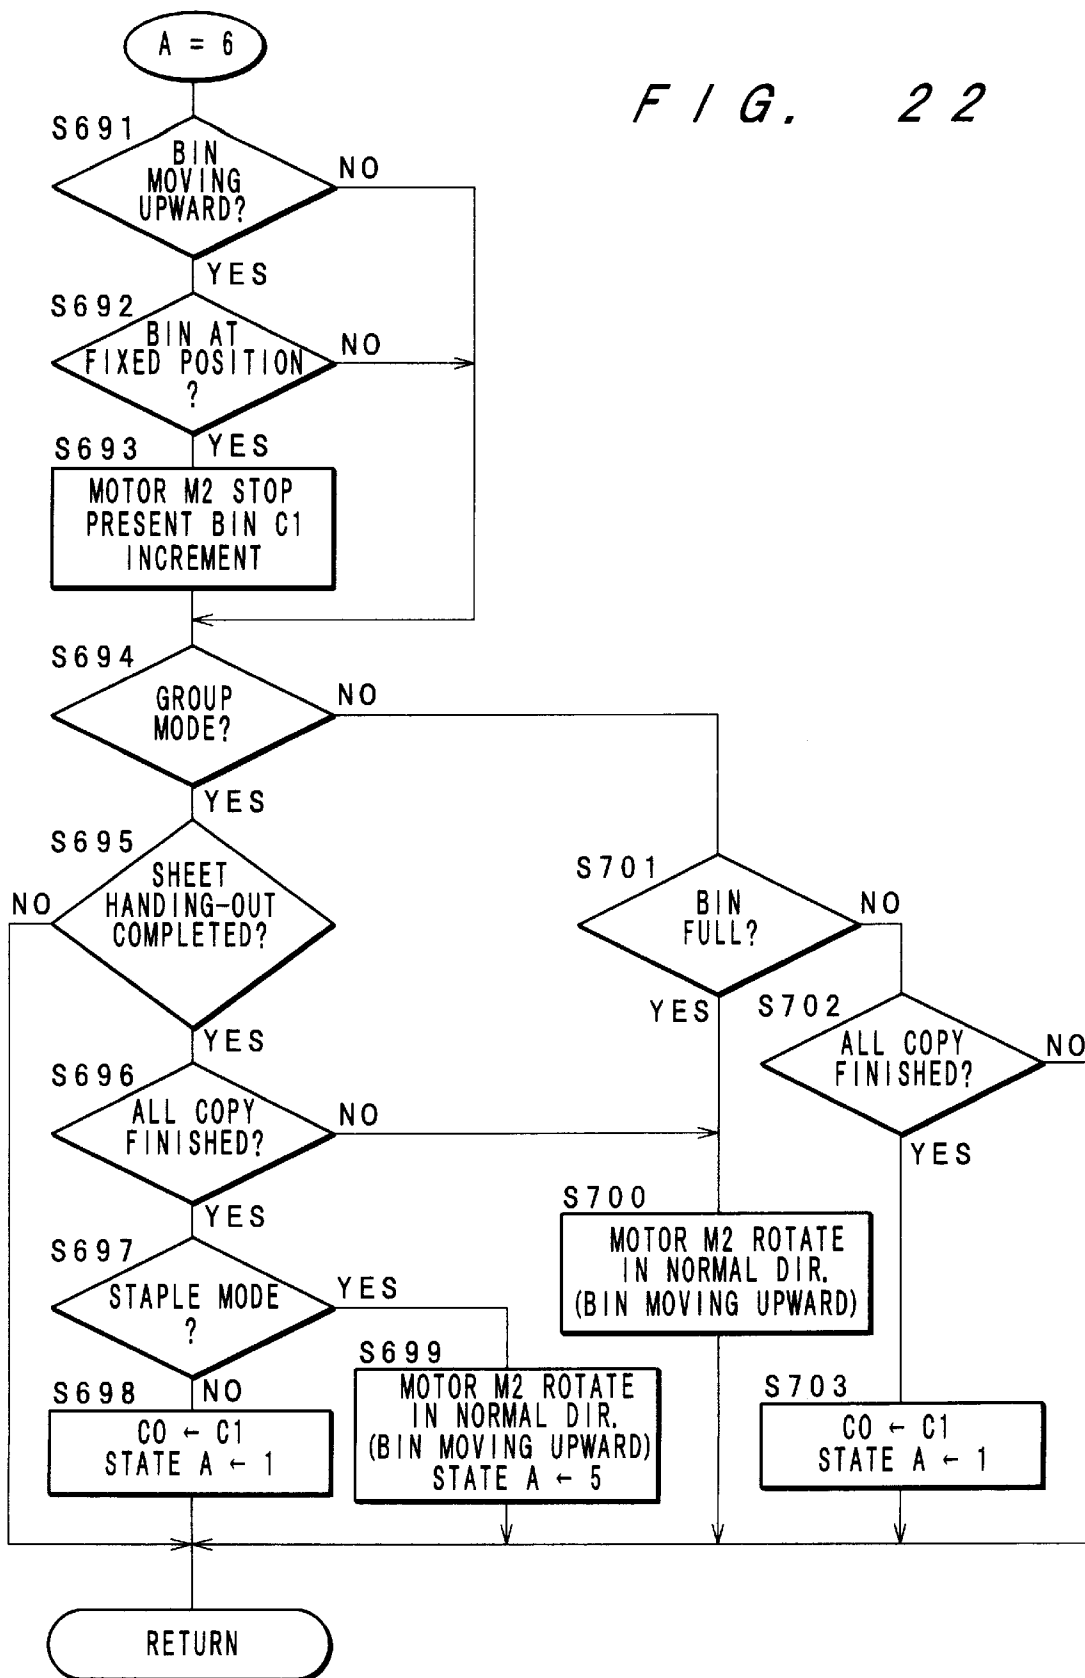 A = 6
FIG. 22
S691
BIN
MOVING
UPWARD?
NO
YES
S692
BIN AT
FIXED POSITION
?
NO
YES
S693
MOTOR M2 STOP
PRESENT BIN C1
INCREMENT
S694
GROUP
MODE?
NO
YES
S695
SHEET
HANDING-OUT
COMPLETED?
NO
YES
S701
BIN
FULL?
NO
YES
S702
ALL COPY
FINISHED?
NO
YES
S696
ALL COPY
FINISHED?
NO
YES
S700
MOTOR M2 ROTATE
IN NORMAL DIR.
(BIN MOVING UPWARD)
S697
STAPLE MODE
?
YES
NO
S699
MOTOR M2 ROTATE
IN NORMAL DIR.
(BIN MOVING UPWARD)
STATE A ← 5
S698
CO ← C1
STATE A ← 1
S703
CO ← C1
STATE A ← 1
RETURN